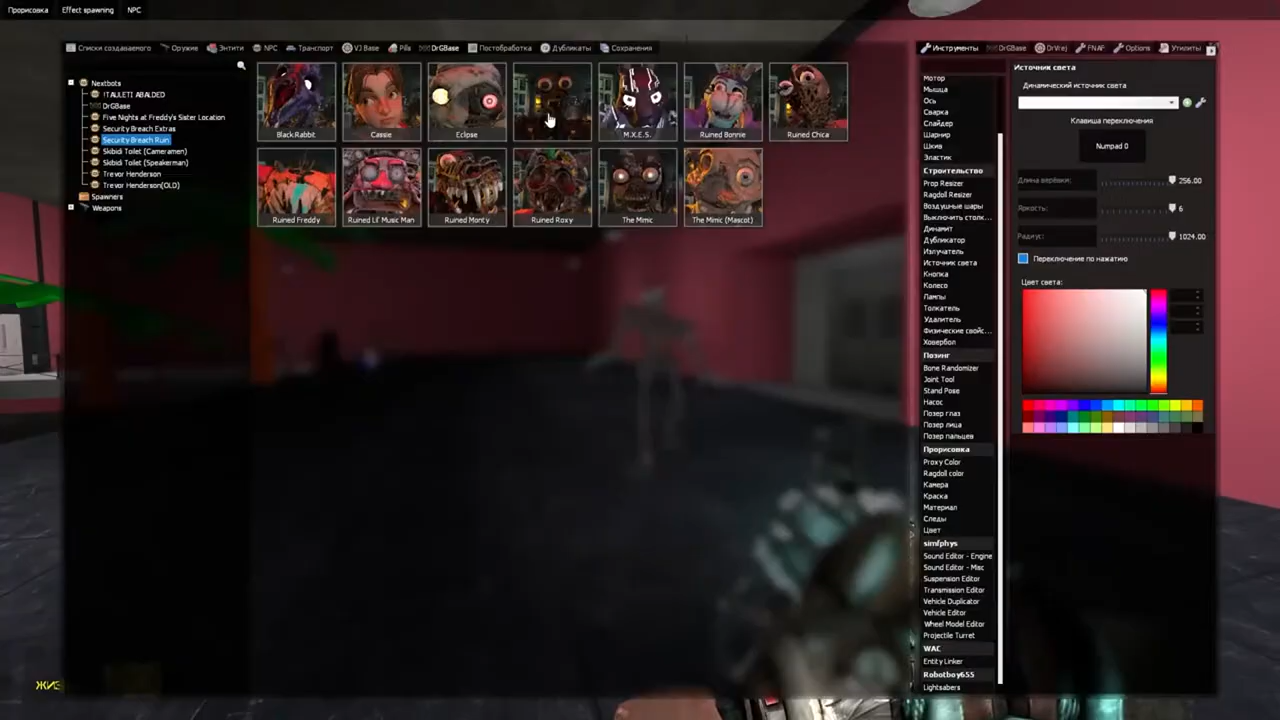 Прорисовка Effect spawning NPC
Списки создаваемого Оружие Энтити NPC Транспорт VJ Base Pills DrGBase Постобработка Дубликаты Сохранения
Nextbots
DrGBase
Five Nights at Freddy's Sister Location
Security Breach Extras
Security Breach Ruin
Skibidi Toilet (Cameramen)
Skibidi Toilet (Speakerman)
Trevor Henderson
Trevor Henderson(OLD)
Spawners
Weapons
Black Rabbit Cassie Eclipse M.X.E.S. Ruined Bonnie Ruined Chica
Ruined Freddy Ruined Lil' Music Man Ruined Monty Ruined Roxy The Mimic The Mimic (Mascot)
Инструменты DrGBase DrVrej FNAF Options Утилиты
Мотор
Мышца
Ось
Сварка
Слайдер
Шарнир
Шкив
Эластик
Строительство
Prop Resizer
Ragdoll Resizer
Воздушные шары
Выключить столк...
Динамит
Дубликатор
Излучатель
Источник света
Кнопка
Колесо
Лампы
Толкатель
Удалитель
Физические свойс...
Ховербол
Позинг
Bone Randomizer
Joint Tool
Stand Pose
Насос
Позер глаз
Позер лица
Позер пальцев
Прорисовка
Proxy Color
Ragdoll color
Камера
Краска
Материал
Следы
Цвет
simfphys
Sound Editor - Engine
Sound Editor - Misc
Suspension Editor
Transmission Editor
Vehicle Duplicator
Vehicle Editor
Wheel Model Editor
Projectile Turret
WAC
Entity Linker
Robotboy655
Lightsabers
Источник света
Динамический источник света
Клавиша переключения
Numpad 0
Длина верёвки: 256.00
Яркость: 6
Радиус: 1024.00
Переключение по нажатию
Цвет света: